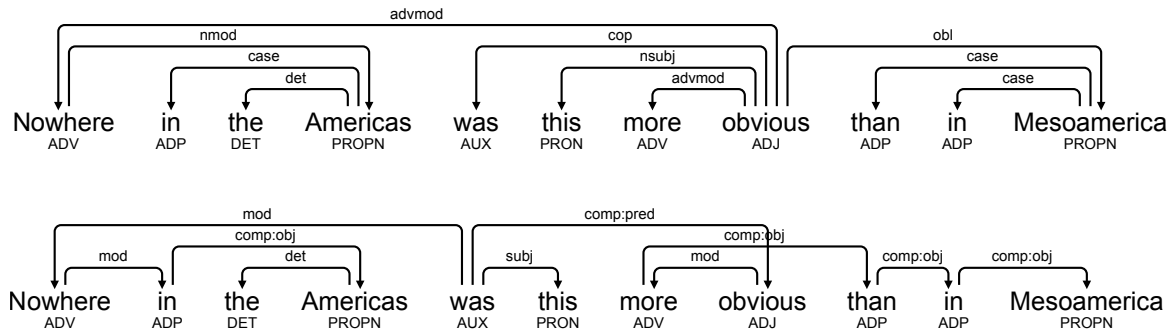 advmod
nmod cop obl
case nsubj case
det advmod case
Nowhere in the Americas was this more obvious than in Mesoamerica
ADV ADP DET PROPN AUX PRON ADV ADJ ADP ADP PROPN
mod comp:pred
comp:obj comp:obj
mod det subj mod comp:obj comp:obj
Nowhere in the Americas was this more obvious than in Mesoamerica
ADV ADP DET PROPN AUX PRON ADV ADJ ADP ADP PROPN